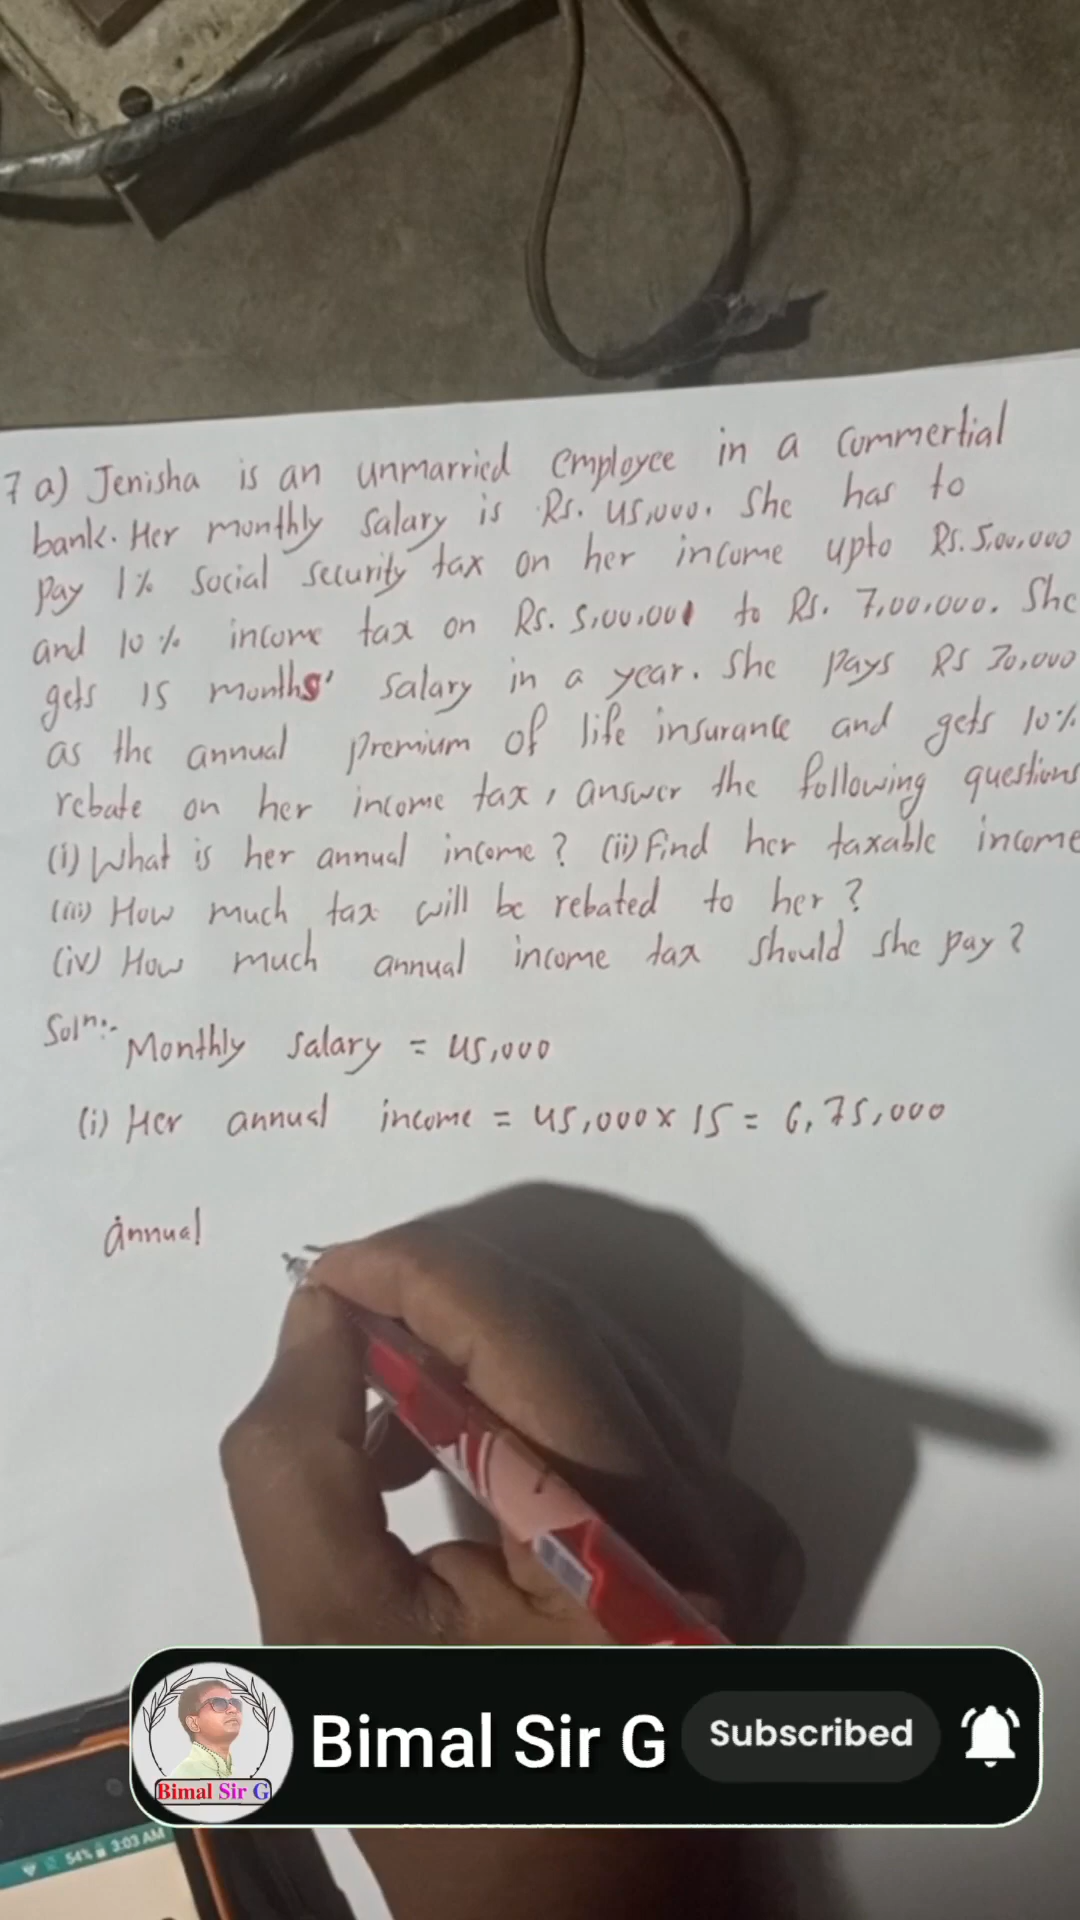 7 a) Jenisha is an unmarried employee in a commertial
bank. Her monthly salary is Rs. 45,000. She has to
pay 1% social security tax on her income upto Rs. 5,00,000
and 10% income tax on Rs. 5,00,001 to Rs. 7,00,000. She
gets 15 months' salary in a year. She pays Rs 30,000
as the annual premium of life insurance and gets 10%
rebate on her income tax, answer the following questions
(i) What is her annual income? (ii) Find her taxable income
(iii) How much tax will be rebated to her?
(iv) How much annual income tax should she pay?
Soln:-
Monthly salary = 45,000
(i) Her annual income = 45,000 x 15 = 6,75,000
annual
Bimal Sir G
Bimal Sir G
Subscribed
54% 3:03 AM